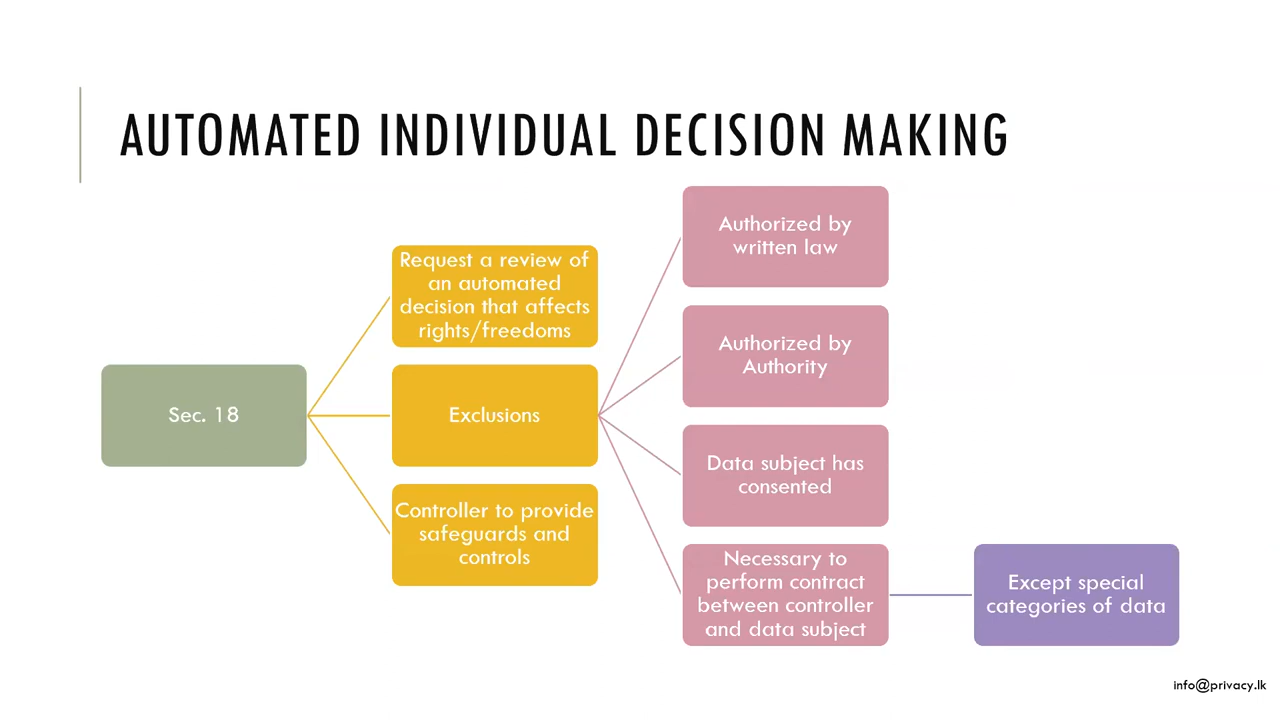 AUTOMATED INDIVIDUAL DECISION MAKING
Sec. 18
Request a review of
an automated
decision that affects
rights/freedoms
Exclusions
Controller to provide
safeguards and
controls
Authorized by
written law
Authorized by
Authority
Data subject has
consented
Necessary to
perform contract
between controller
and data subject
Except special
categories of data
info@privacy.lk